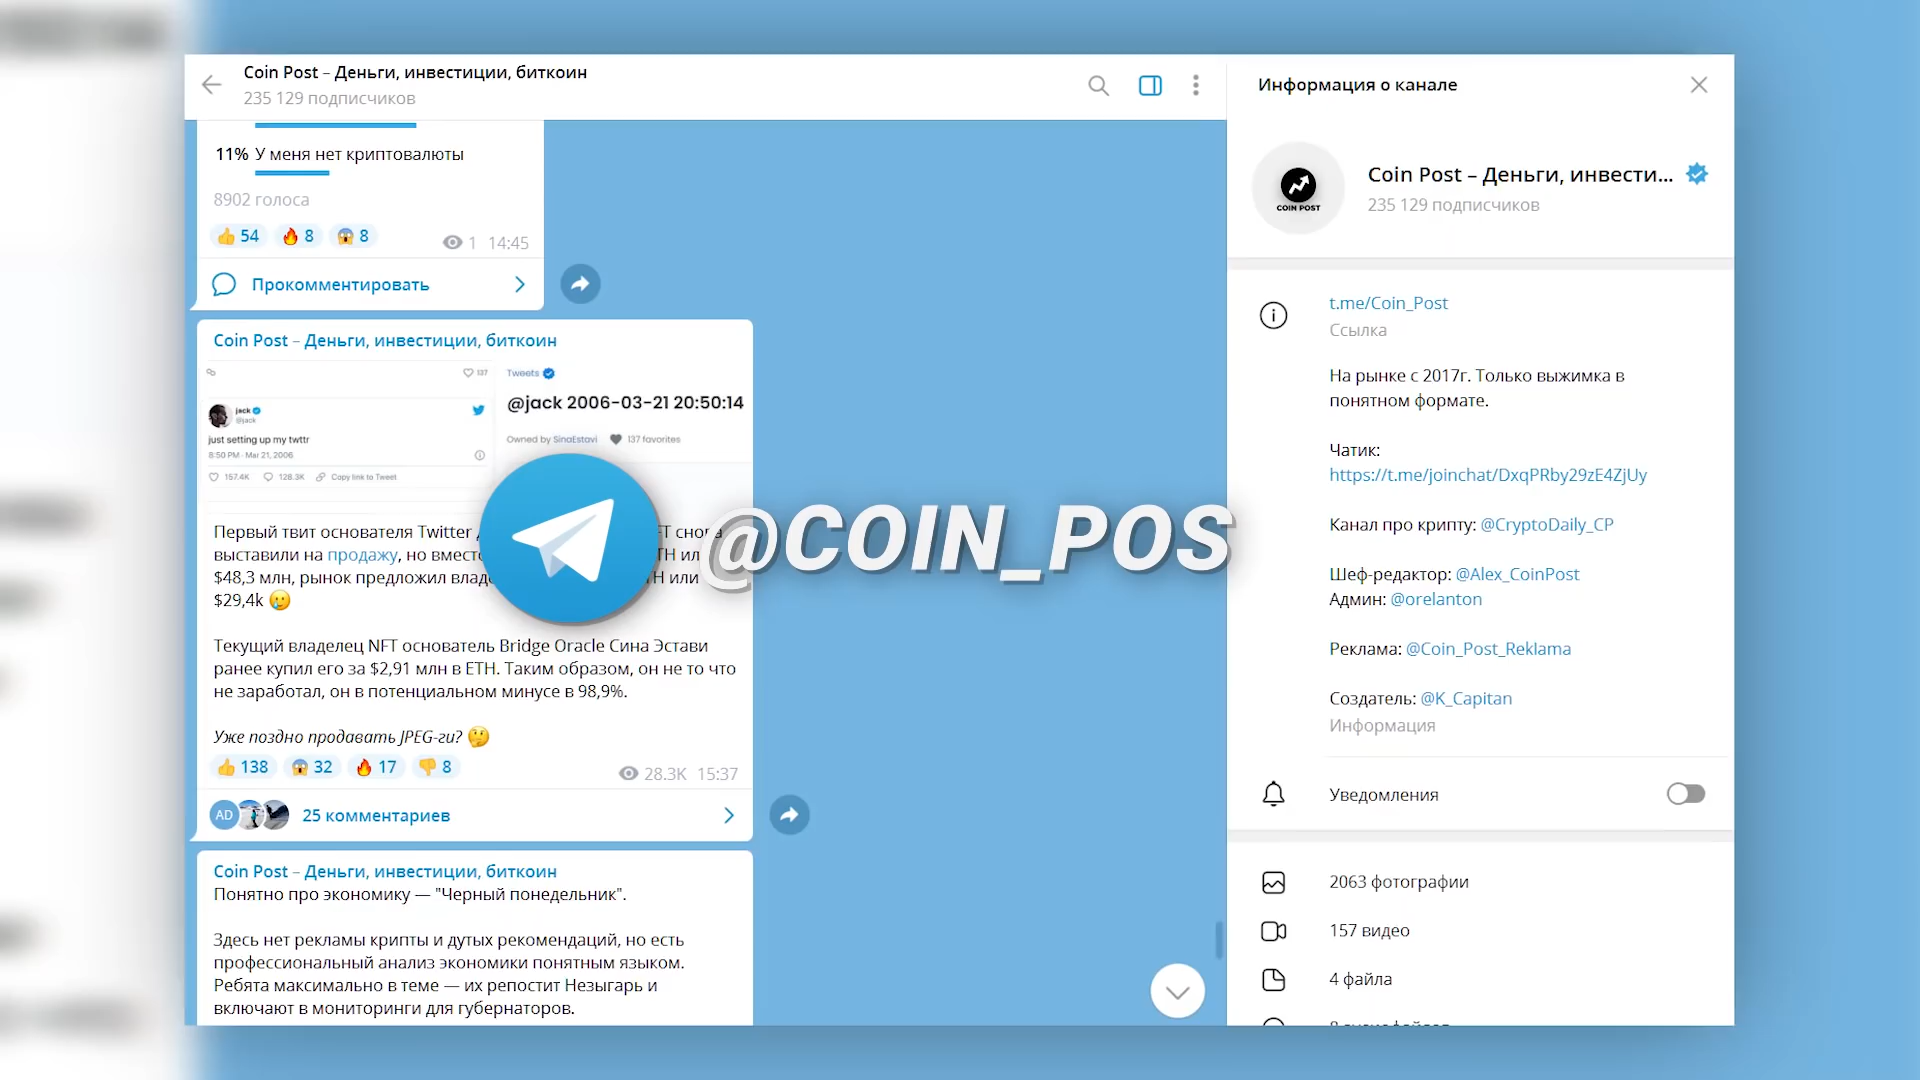 Coin Post – Деньги, инвестиции, биткоин
235 129 подписчиков
11% У меня нет криптовалюты
8902 голоса
54 8 8
1 14:45
Прокомментировать
Coin Post – Деньги, инвестиции, биткоин
137
jack
@jack
just setting up my twttr
8:50 PM · Mar 21, 2006
157.4K 128.3K Copy link to Tweet
Tweets
@jack 2006-03-21 20:50:14
Owned by SinaEstavi 137 favorites
Первый твит основателя Twitter
снова
выставили на продажу, но
ETH
$48,3 млн, рынок предложил
или
$29,4k
Текущий владелец NFT основатель Bridge Oracle Сина Эстави
ранее купил его за $2,91 млн в ETH. Таким образом, он не то что
не заработал, он в потенциальном минусе в 98,9%.
Уже поздно продавать JPEG-ги?
138 32 17 8
28.3K 15:37
AD
25 комментариев
Coin Post – Деньги, инвестиции, биткоин
Понятно про экономику — "Черный понедельник".
Здесь нет рекламы крипты и дутых рекомендаций, но есть
профессиональный анализ экономики понятным языком.
Ребята максимально в теме — их репостит Незыгарь и
включают в мониторинги для губернаторов.
@COIN_POS
Информация о канале
COIN POST
Coin Post – Деньги, инвести...
235 129 подписчиков
t.me/Coin_Post
Ссылка
На рынке с 2017г. Только выжимка в
понятном формате.
Чатик:
https://t.me/joinchat/DxqPRby29zE4ZjUy
Канал про крипту: @CryptoDaily_CP
Шеф-редактор: @Alex_CoinPost
Админ: @orelanton
Реклама: @Coin_Post_Reklama
Создатель: @K_Capitan
Информация
Уведомления
2063 фотографии
157 видео
4 файла